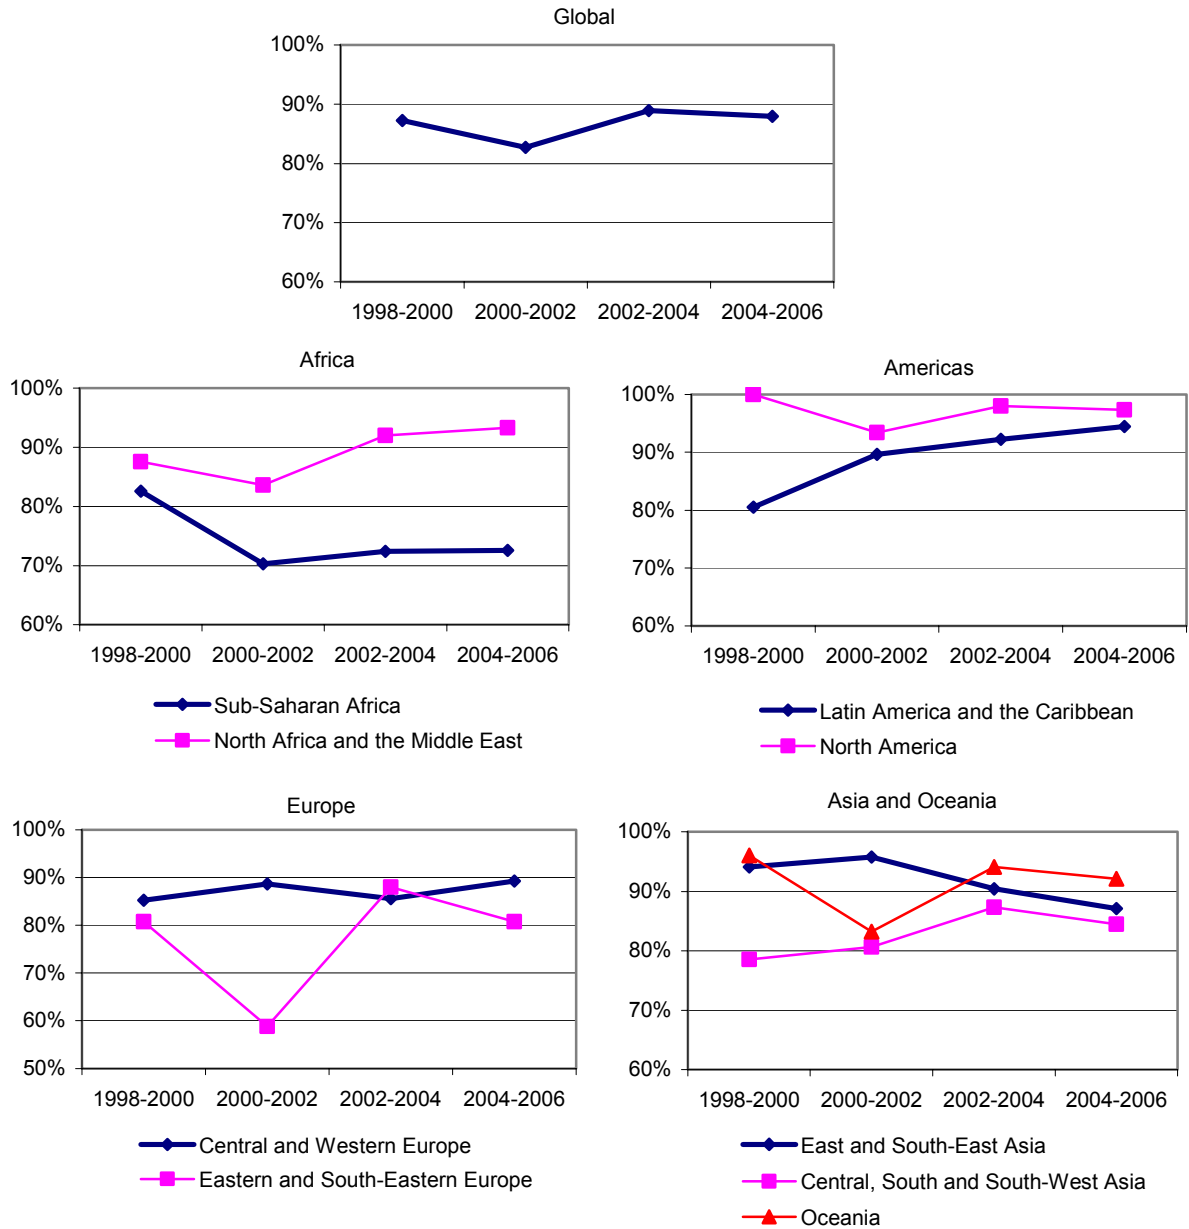 Global
100%
90%
80%
70%
60%
1998-2000 2000-2002 2002-2004 2004-2006
Africa
100%
90%
80%
70%
60%
1998-2000 2000-2002 2002-2004 2004-2006
Sub-Saharan Africa
North Africa and the Middle East
Americas
100%
90%
80%
70%
60%
1998-2000 2000-2002 2002-2004 2004-2006
Latin America and the Caribbean
North America
Europe
100%
90%
80%
70%
60%
50%
1998-2000 2000-2002 2002-2004 2004-2006
Central and Western Europe
Eastern and South-Eastern Europe
Asia and Oceania
100%
90%
80%
70%
60%
1998-2000 2000-2002 2002-2004 2004-2006
East and South-East Asia
Central, South and South-West Asia
Oceania